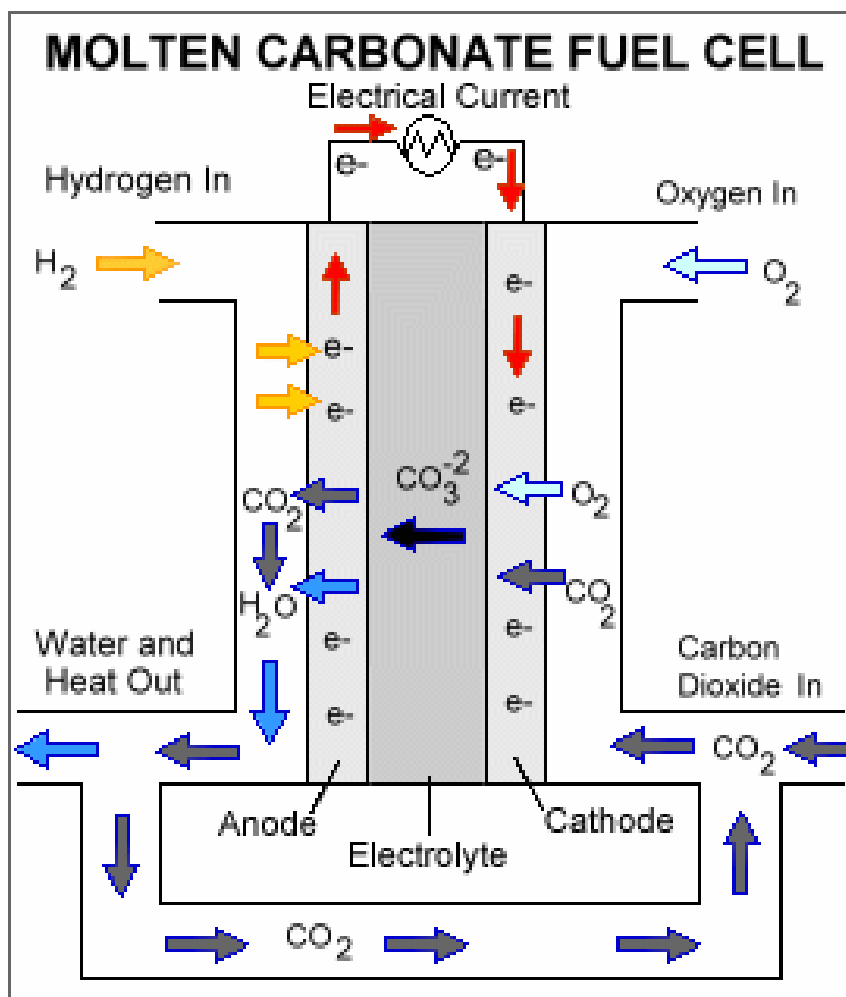 MOLTEN CARBONATE FUEL CELL
Electrical Current
e-
e-
Hydrogen In
Oxygen In
H2
O2
e-
e-
e-
e-
CO3-2
CO2
O2
H2O
CO2
e-
e-
Water and
Heat Out
Carbon
Dioxide In
e-
e-
CO2
Anode
Cathode
Electrolyte
CO2